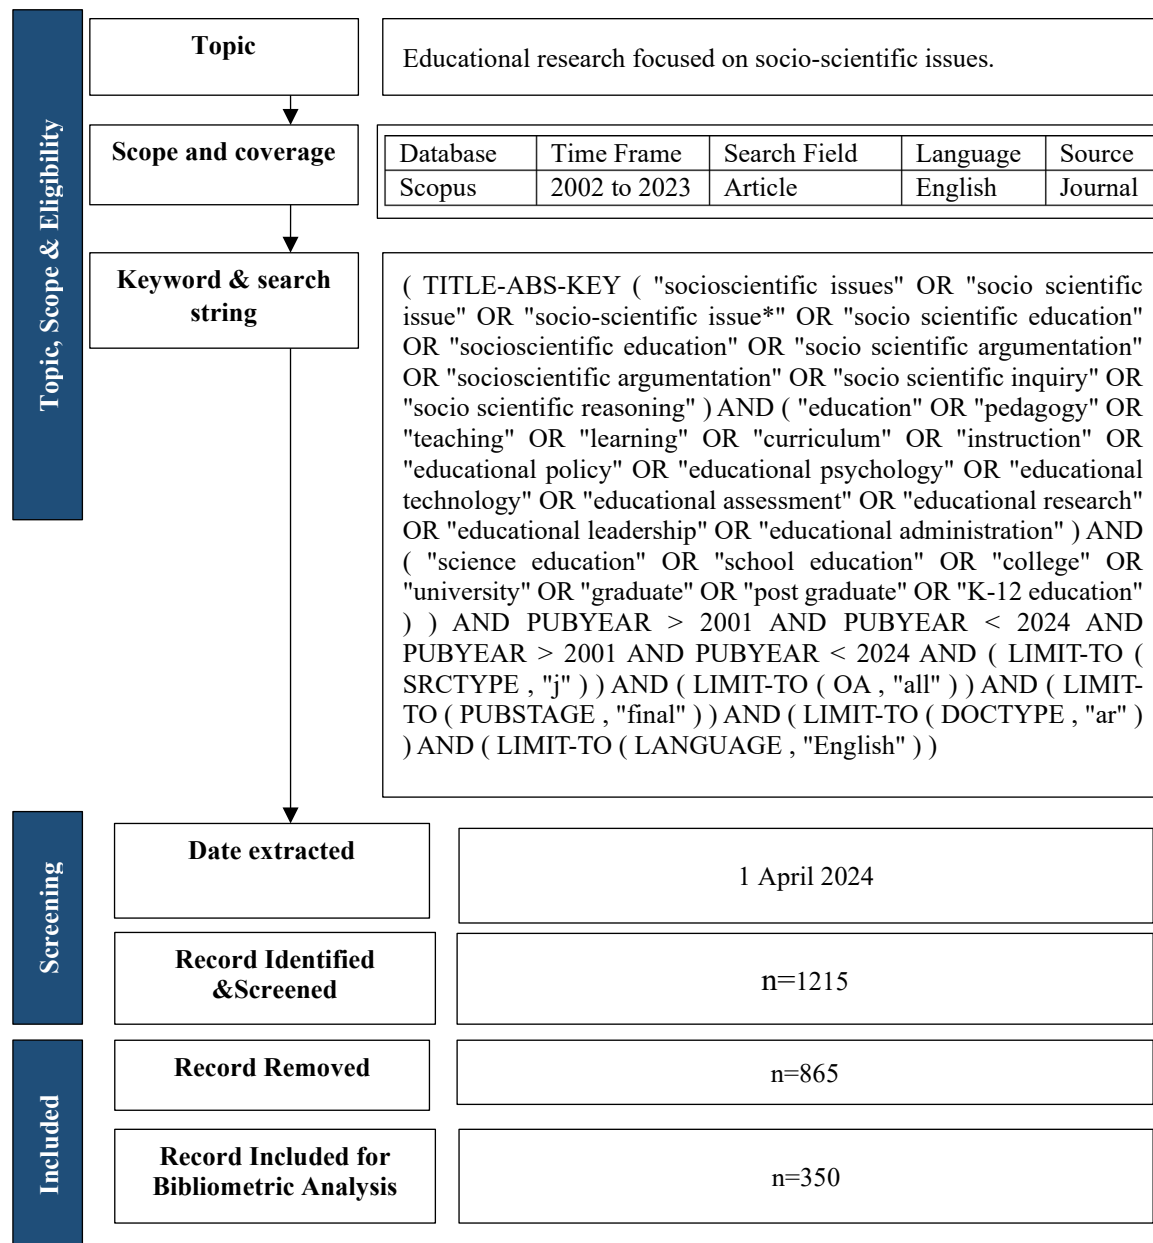 Topic, Scope & Eligibility
Topic
Educational research focused on socio-scientific issues.
Scope and coverage
Database Time Frame Search Field Language Source
Scopus 2002 to 2023 Article English Journal
Keyword & search
string
( TITLE-ABS-KEY ( "socioscientific issues" OR "socio scientific
issue" OR "socio-scientific issue*" OR "socio scientific education"
OR "socioscientific education" OR "socio scientific argumentation"
OR "socioscientific argumentation" OR "socio scientific inquiry" OR
"socio scientific reasoning" ) AND ( "education" OR "pedagogy" OR
"teaching" OR "learning" OR "curriculum" OR "instruction" OR
"educational policy" OR "educational psychology" OR "educational
technology" OR "educational assessment" OR "educational research"
OR "educational leadership" OR "educational administration" ) AND
( "science education" OR "school education" OR "college" OR
"university" OR "graduate" OR "post graduate" OR "K-12 education"
) ) AND PUBYEAR > 2001 AND PUBYEAR < 2024 AND
PUBYEAR > 2001 AND PUBYEAR < 2024 AND ( LIMIT-TO (
SRCTYPE , "j" ) ) AND ( LIMIT-TO ( OA , "all" ) ) AND ( LIMIT-
TO ( PUBSTAGE , "final" ) ) AND ( LIMIT-TO ( DOCTYPE , "ar" )
) AND ( LIMIT-TO ( LANGUAGE , "English" ) )
Screening
Date extracted
1 April 2024
Record Identified
&Screened
n=1215
Included
Record Removed
n=865
Record Included for
Bibliometric Analysis
n=350